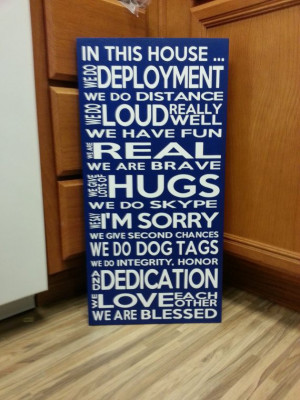 IN THIS HOUSE ...
WE DO DEPLOYMENT
WE DO DISTANCE
WE DO LOUD REALLY WELL
WE HAVE FUN
WE ARE REAL
WE ARE BRAVE
WE GIVE LOTS OF HUGS
WE DO SKYPE
WE SAY I'M SORRY
WE GIVE SECOND CHANCES
WE DO DOG TAGS
WE DO INTEGRITY, HONOR
AND DEDICATION
WE LOVE EACH OTHER
WE ARE BLESSED